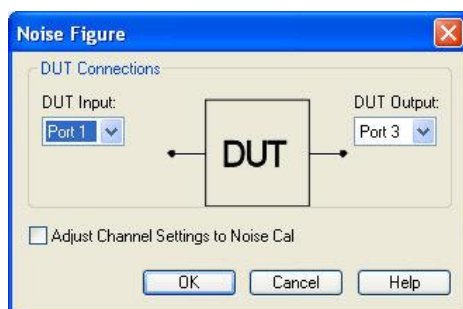 Noise Figure
DUT Connections
DUT Input:
DUT Output:
Port 1
Port 3
DUT
Adjust Channel Settings to Noise Cal
OK
Cancel
Help